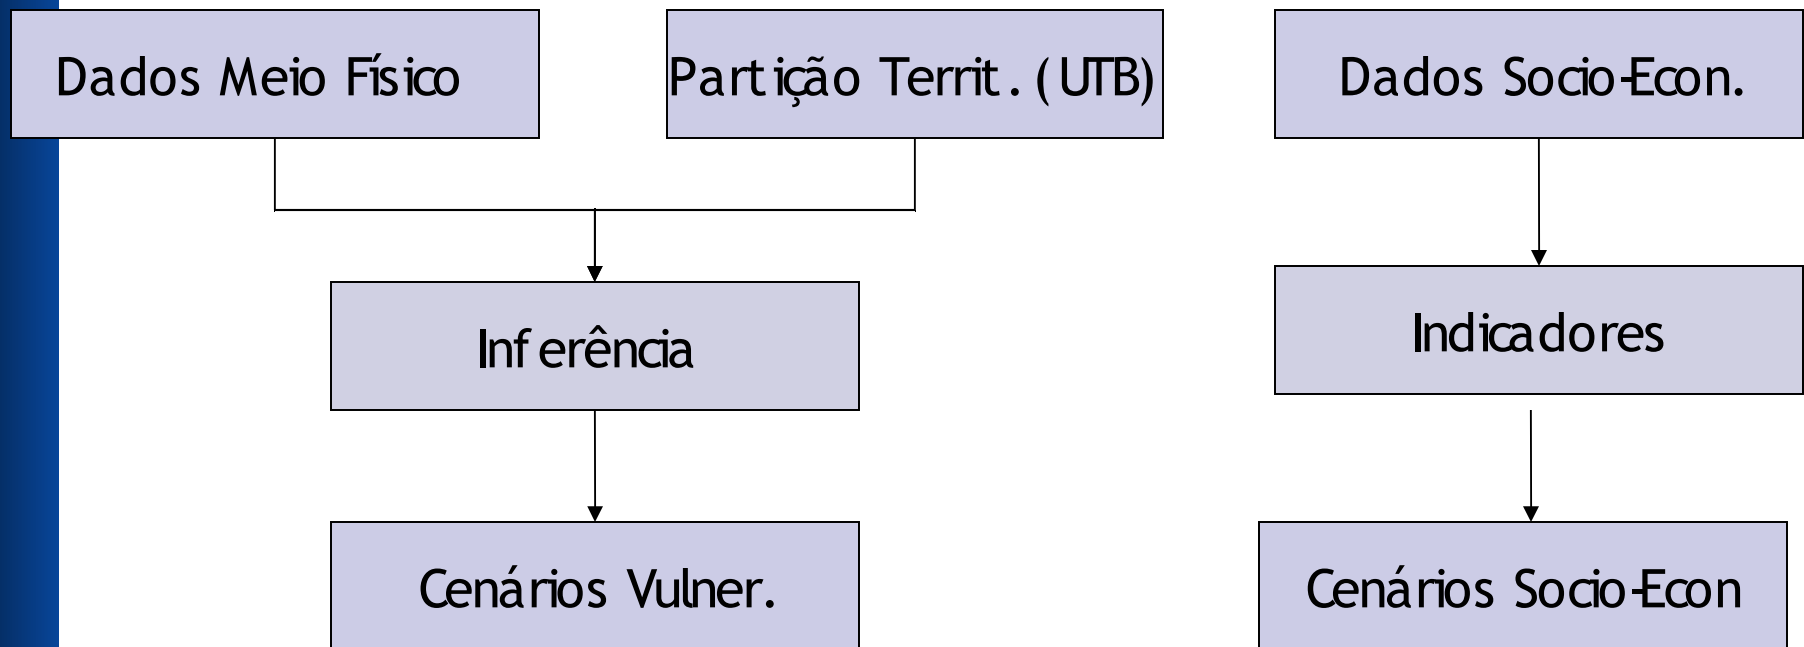 Dados Meio Físico
Partição Territ. (UTB)
Dados Socio-Econ.
Inferência
Indicadores
Cenários Vulner.
Cenários Socio-Econ